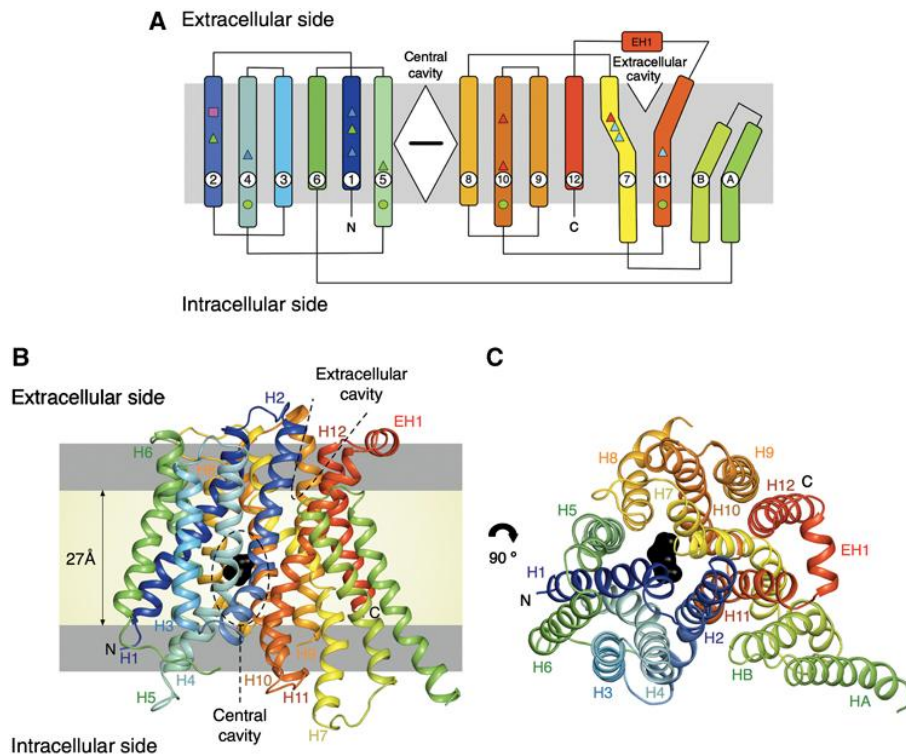 A
Extracellular side
EH1
Central
cavity
Extracellular
cavity
2
4
3
6
1
5
8
10
9
12
7
11
B
A
N
C
Intracellular side
B
C
Extracellular side
Extracellular
cavity
H2
H12
EH1
H6
H8
27Å
N
H1
H3
H4
H5
C
H9
H10
H11
H7
Central
cavity
Intracellular side
90 °
H8
H9
H7
H10
H12
C
H5
EH1
H1
N
H11
H2
H6
H3
H4
HB
HA